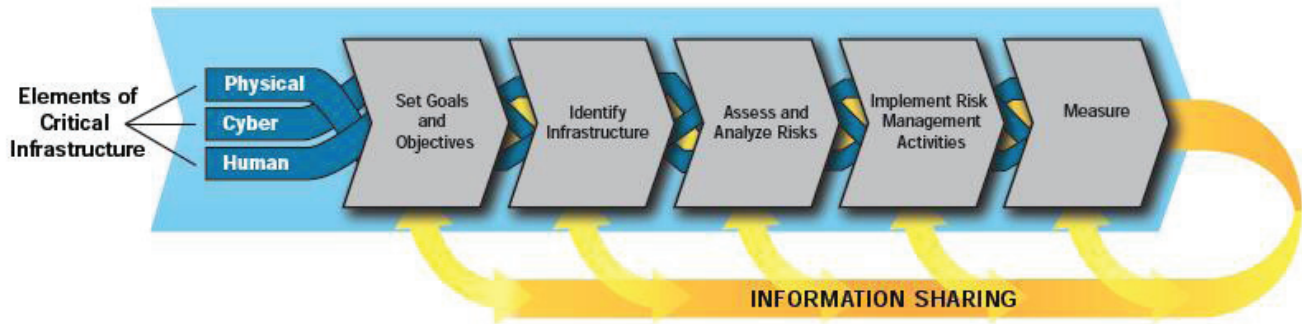 Elements of
Critical
Infrastructure
Physical
Cyber
Human
Set Goals
and
Objectives
Identify
Infrastructure
Assess and
Analyze Risks
Implement Risk
Management
Activities
Measure
INFORMATION SHARING